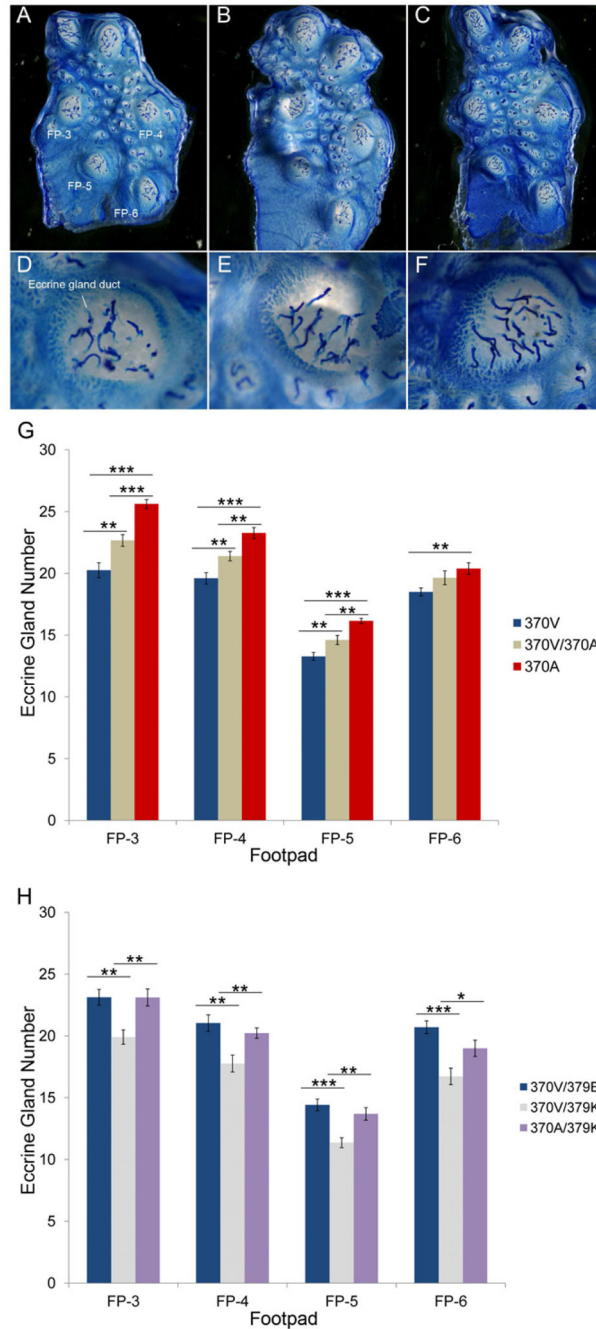 A
B
C
FP-3
FP-4
FP-5
FP-6
D
E
F
Eccrine gland duct
G
30
25
20
15
10
5
0
Eccrine Gland Number
***
***
**
***
**
**
***
**
**
**
370V
370V/370A
370A
FP-3
FP-4
FP-5
FP-6
Footpad
H
30
25
20
15
10
5
0
Eccrine Gland Number
**
**
**
**
**
***
*
***
370V/379E
370V/379K
370A/379K
FP-3
FP-4
FP-5
FP-6
Footpad